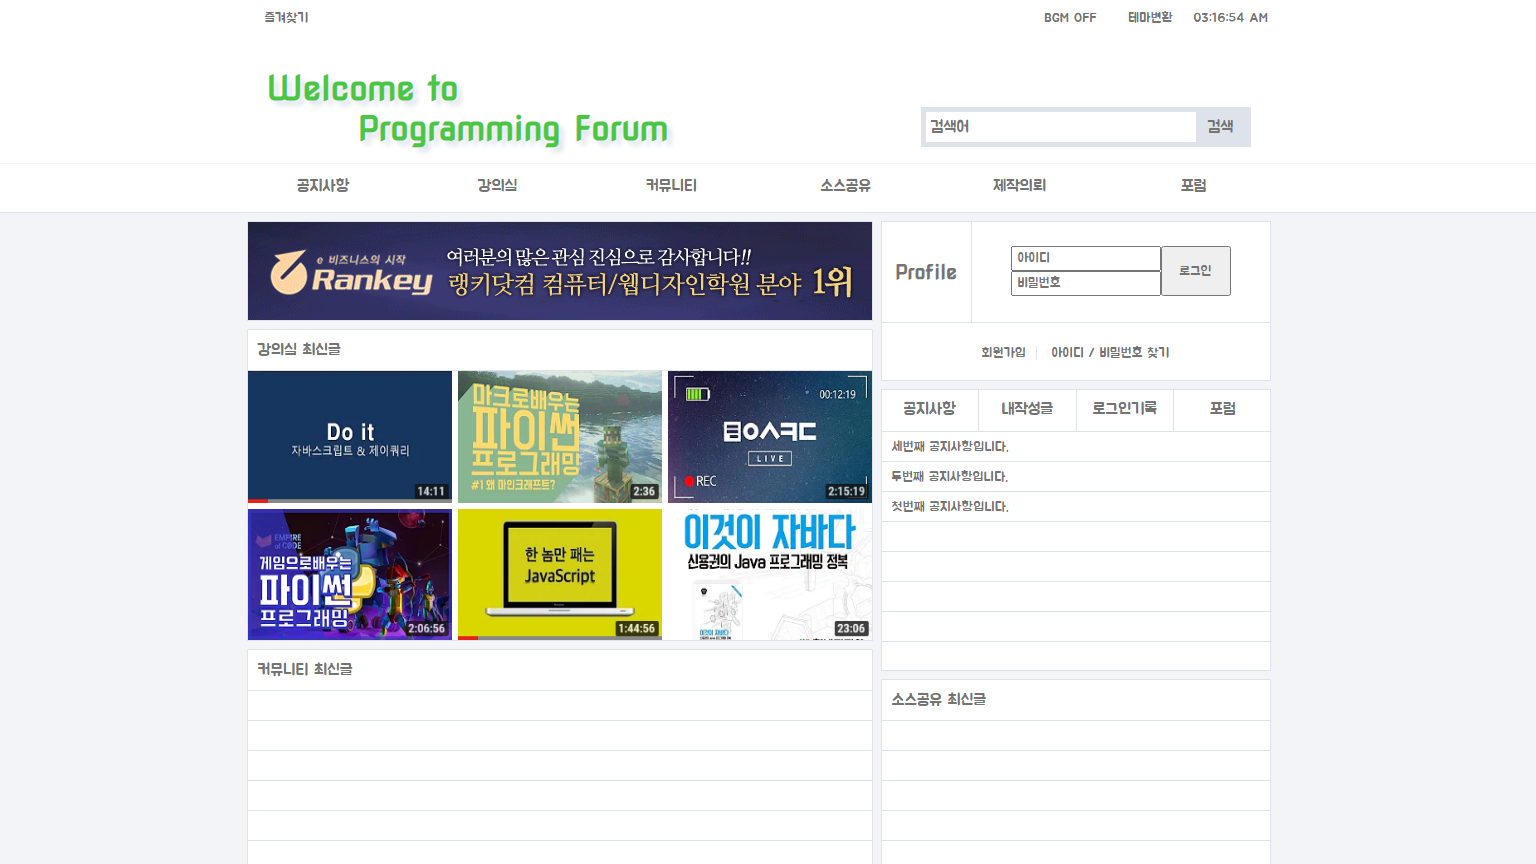 즐겨찾기
BGM OFF
테마변환
03:16:54 AM
Welcome to
Programming Forum
검색어
검색
공지사항
강의실
커뮤니티
소스공유
제작의뢰
포럼
e 비즈니스의 시작
Rankey
여러분의 많은 관심 진심으로 감사합니다!!
랭키닷컴 컴퓨터/웹디자인학원 분야 1위
Profile
아이디
비밀번호
로그인
회원가입
아이디 / 비밀번호 찾기
강의실 최신글
Do it
자바스크립트 & 제이쿼리
14:11
마크로배우는
파이썬
프로그래밍
#1 왜 마인크래프트?
2:36
00:12:19
LIVE
REC
2:15:19
EMPIRE
of CODE
게임으로배우는
파이썬
프로그래밍
2:06:56
한 놈만 패는
JavaScript
1:44:56
이것이 자바다
신용권의 Java 프로그래밍 정복
이것이 자바다
23:06
공지사항
내작성글
로그인기록
포럼
세번째 공지사항입니다.
두번째 공지사항입니다.
첫번째 공지사항입니다.
커뮤니티 최신글
소스공유 최신글